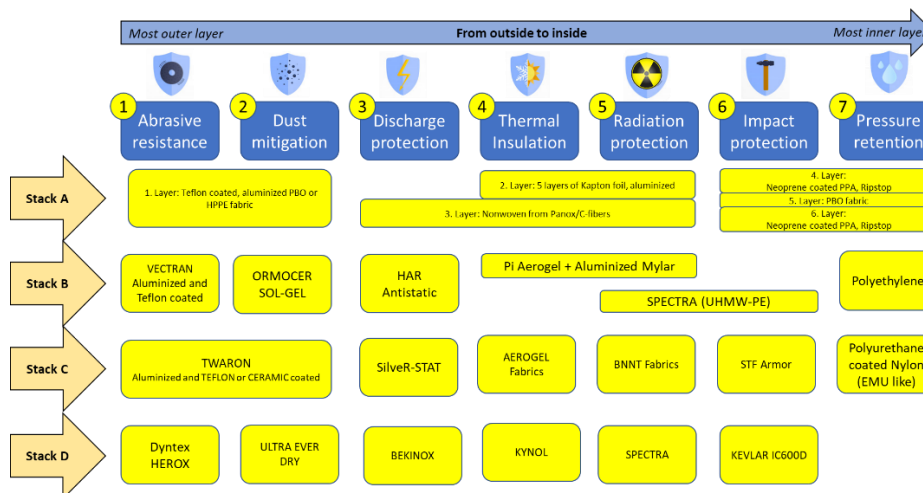 Most outer layer
From outside to inside
Most inner layer
1
Abrasive
resistance
2
Dust
mitigation
3
Discharge
protection
4
Thermal
Insulation
5
Radiation
protection
6
Impact
protection
7
Pressure
retention
Stack A
1. Layer: Teflon coated, aluminized PBO or
HPPE fabric
2. Layer: 5 layers of Kapton foil, aluminized
3. Layer: Nonwoven from Panox/C-fibers
4. Layer:
Neoprene coated PPA, Ripstop
5. Layer: PBO fabric
6. Layer:
Neoprene coated PPA, Ripstop
Stack B
VECTRAN
Aluminized and
Teflon coated
ORMOCER
SOL-GEL
HAR
Antistatic
Pi Aerogel + Aluminized Mylar
SPECTRA (UHMW-PE)
Polyethylene
Stack C
TWARON
Aluminized and TEFLON or CERAMIC coated
SilveR-STAT
AEROGEL
Fabrics
BNNT Fabrics
STF Armor
Polyurethane
coated Nylon
(EMU like)
Stack D
Dyntex
HEROX
ULTRA EVER
DRY
BEKINOX
KYNOL
SPECTRA
KEVLAR IC600D